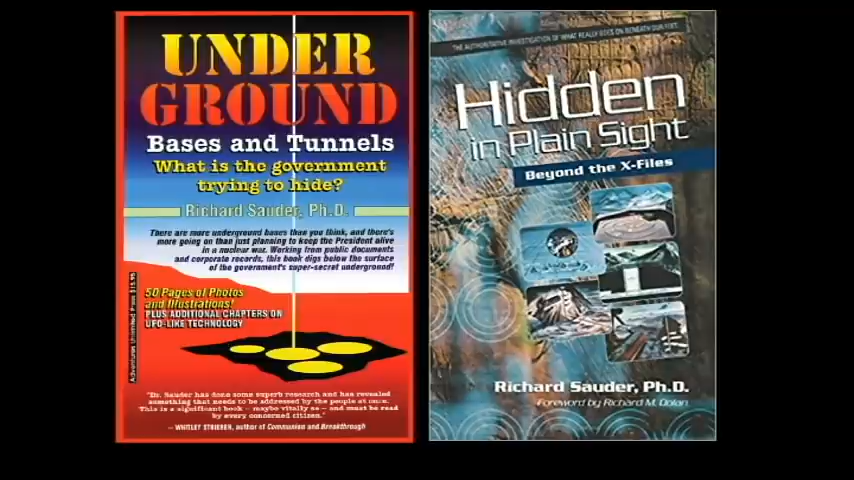 UNDER
GROUND
Bases and Tunnels
What is the government
trying to hide?
Richard Sauder, Ph.D.
There are more underground bases than you think, and there's
more going on than just planning to keep the President alive
in a nuclear war. Working from public documents
and corporate records, this book digs below the surface
of the government's super-secret underground!
50 Pages of Photos
and Illustrations!
PLUS ADDITIONAL CHAPTERS ON
UFO-LIKE TECHNOLOGY
Adventures Unlimited Press $15.95
"Dr. Sauder has done some superb research and has revealed
something that needs to be addressed by the people at once.
This is a significant book – maybe vitally so – and must be read
by every concerned citizen."
— WHITLEY STRIEBER, author of Communion and Breakthrough
THE AUTHORITATIVE INVESTIGATION OF WHAT REALLY GOES ON BENEATH OUR FEET.
Hidden
in Plain Sight
Beyond the X-Files
Richard Sauder, Ph.D.
Foreword by Richard M. Dolan